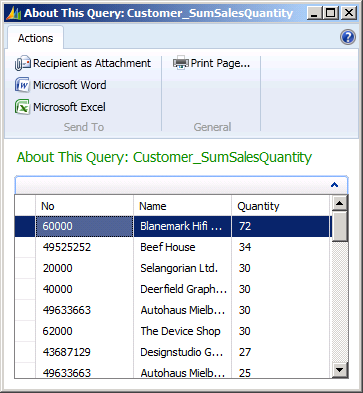 About This Query: Customer_SumSalesQuantity
Actions
Recipient as Attachment
Print Page...
Microsoft Word
Microsoft Excel
Send To
General
About This Query: Customer_SumSalesQuantity
No Name Quantity
60000 Blanemark Hifi ... 72
49525252 Beef House 34
20000 Selangorian Ltd. 30
40000 Deerfield Graph... 30
49633663 Autohaus Mielb... 30
62000 The Device Shop 30
43687129 Designstudio G... 27
49633663 Autohaus Mielb... 25